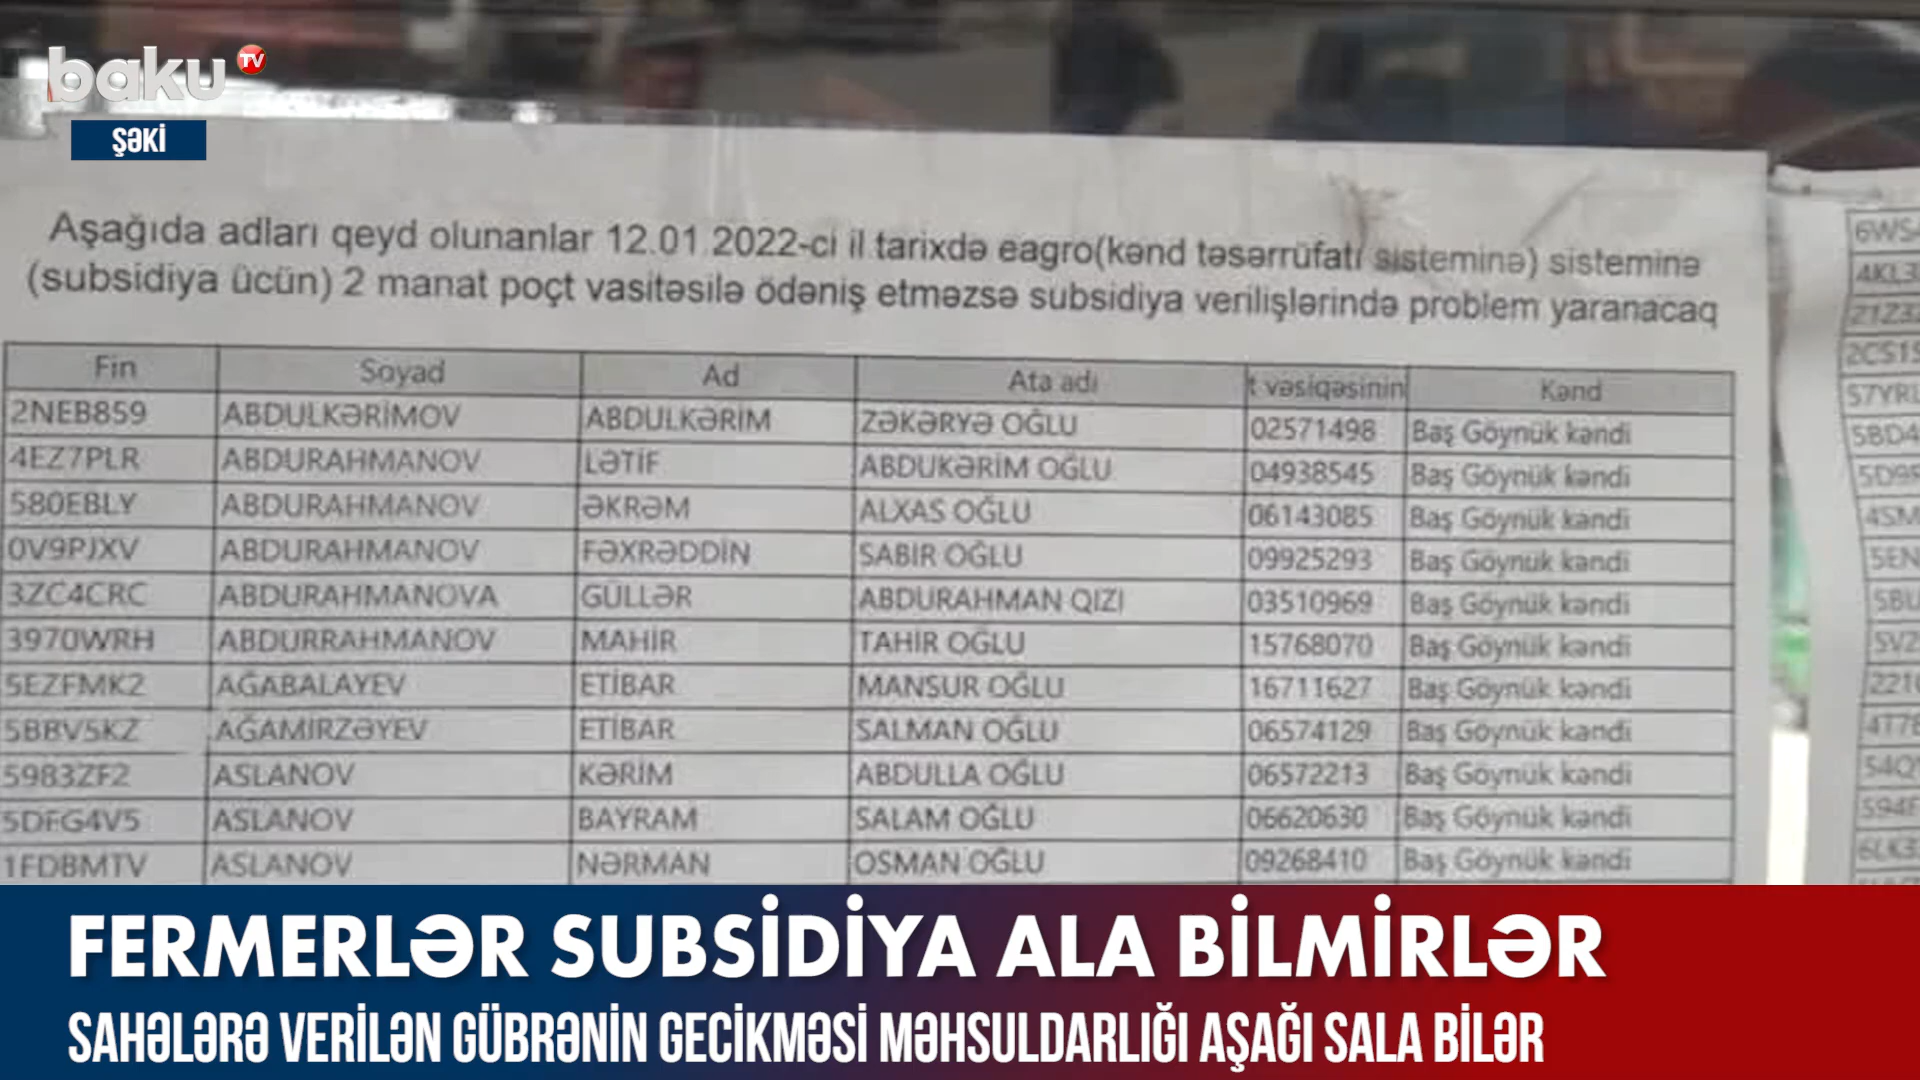 baku TV
ŞƏKİ
Aşağıda adları qeyd olunanlar 12.01.2022-ci il tarixdə eagro(kənd təsərrüfatı sisteminə) sisteminə
(subsidiya ücün) 2 manat poçt vasitəsilə ödəniş etməzsə subsidiya verilişlərində problem yaranacaq
Fin Soyad Ad Ata adı t vəsiqəsinin Kənd
2NEB859 ABDULKƏRİMOV ABDULKƏRİM ZƏKƏRYƏ OĞLU 02571498 Baş Göynük kəndi
4EZ7PLR ABDURAHMANOV LƏTİF ABDUKƏRİM OĞLU 04938545 Baş Göynük kəndi
580EBLY ABDURAHMANOV ƏKRƏM ALXAS OĞLU 06143085 Baş Göynük kəndi
0V9PJXV ABDURAHMANOV FƏXRƏDDİN SABİR OĞLU 09925293 Baş Göynük kəndi
3ZC4CRC ABDURAHMANOVA GÜLLƏR ABDURAHMAN QIZI 03510969 Baş Göynük kəndi
3970WRH ABDURRAHMANOV MAHİR TAHİR OĞLU 15768070 Baş Göynük kəndi
5EZFMK2 AĞABALAYEV ETİBAR MANSUR OĞLU 16711627 Baş Göynük kəndi
5BBV5KZ AĞAMİRZƏYEV ETİBAR SALMAN OĞLU 06574129 Baş Göynük kəndi
5983ZF2 ASLANOV KƏRİM ABDULLA OĞLU 06572213 Baş Göynük kəndi
5DFG4V5 ASLANOV BAYRAM SALAM OĞLU 06620630 Baş Göynük kəndi
1FDBMTV ASLANOV NƏRMAN OSMAN OĞLU 09268410 Baş Göynük kəndi
FERMERLƏR SUBSİDİYA ALA BİLMİRLƏR
SAHƏLƏRƏ VERİLƏN GÜBRƏNİN GECİKMƏSİ MƏHSULDARLIĞI AŞAĞI SALA BİLƏR